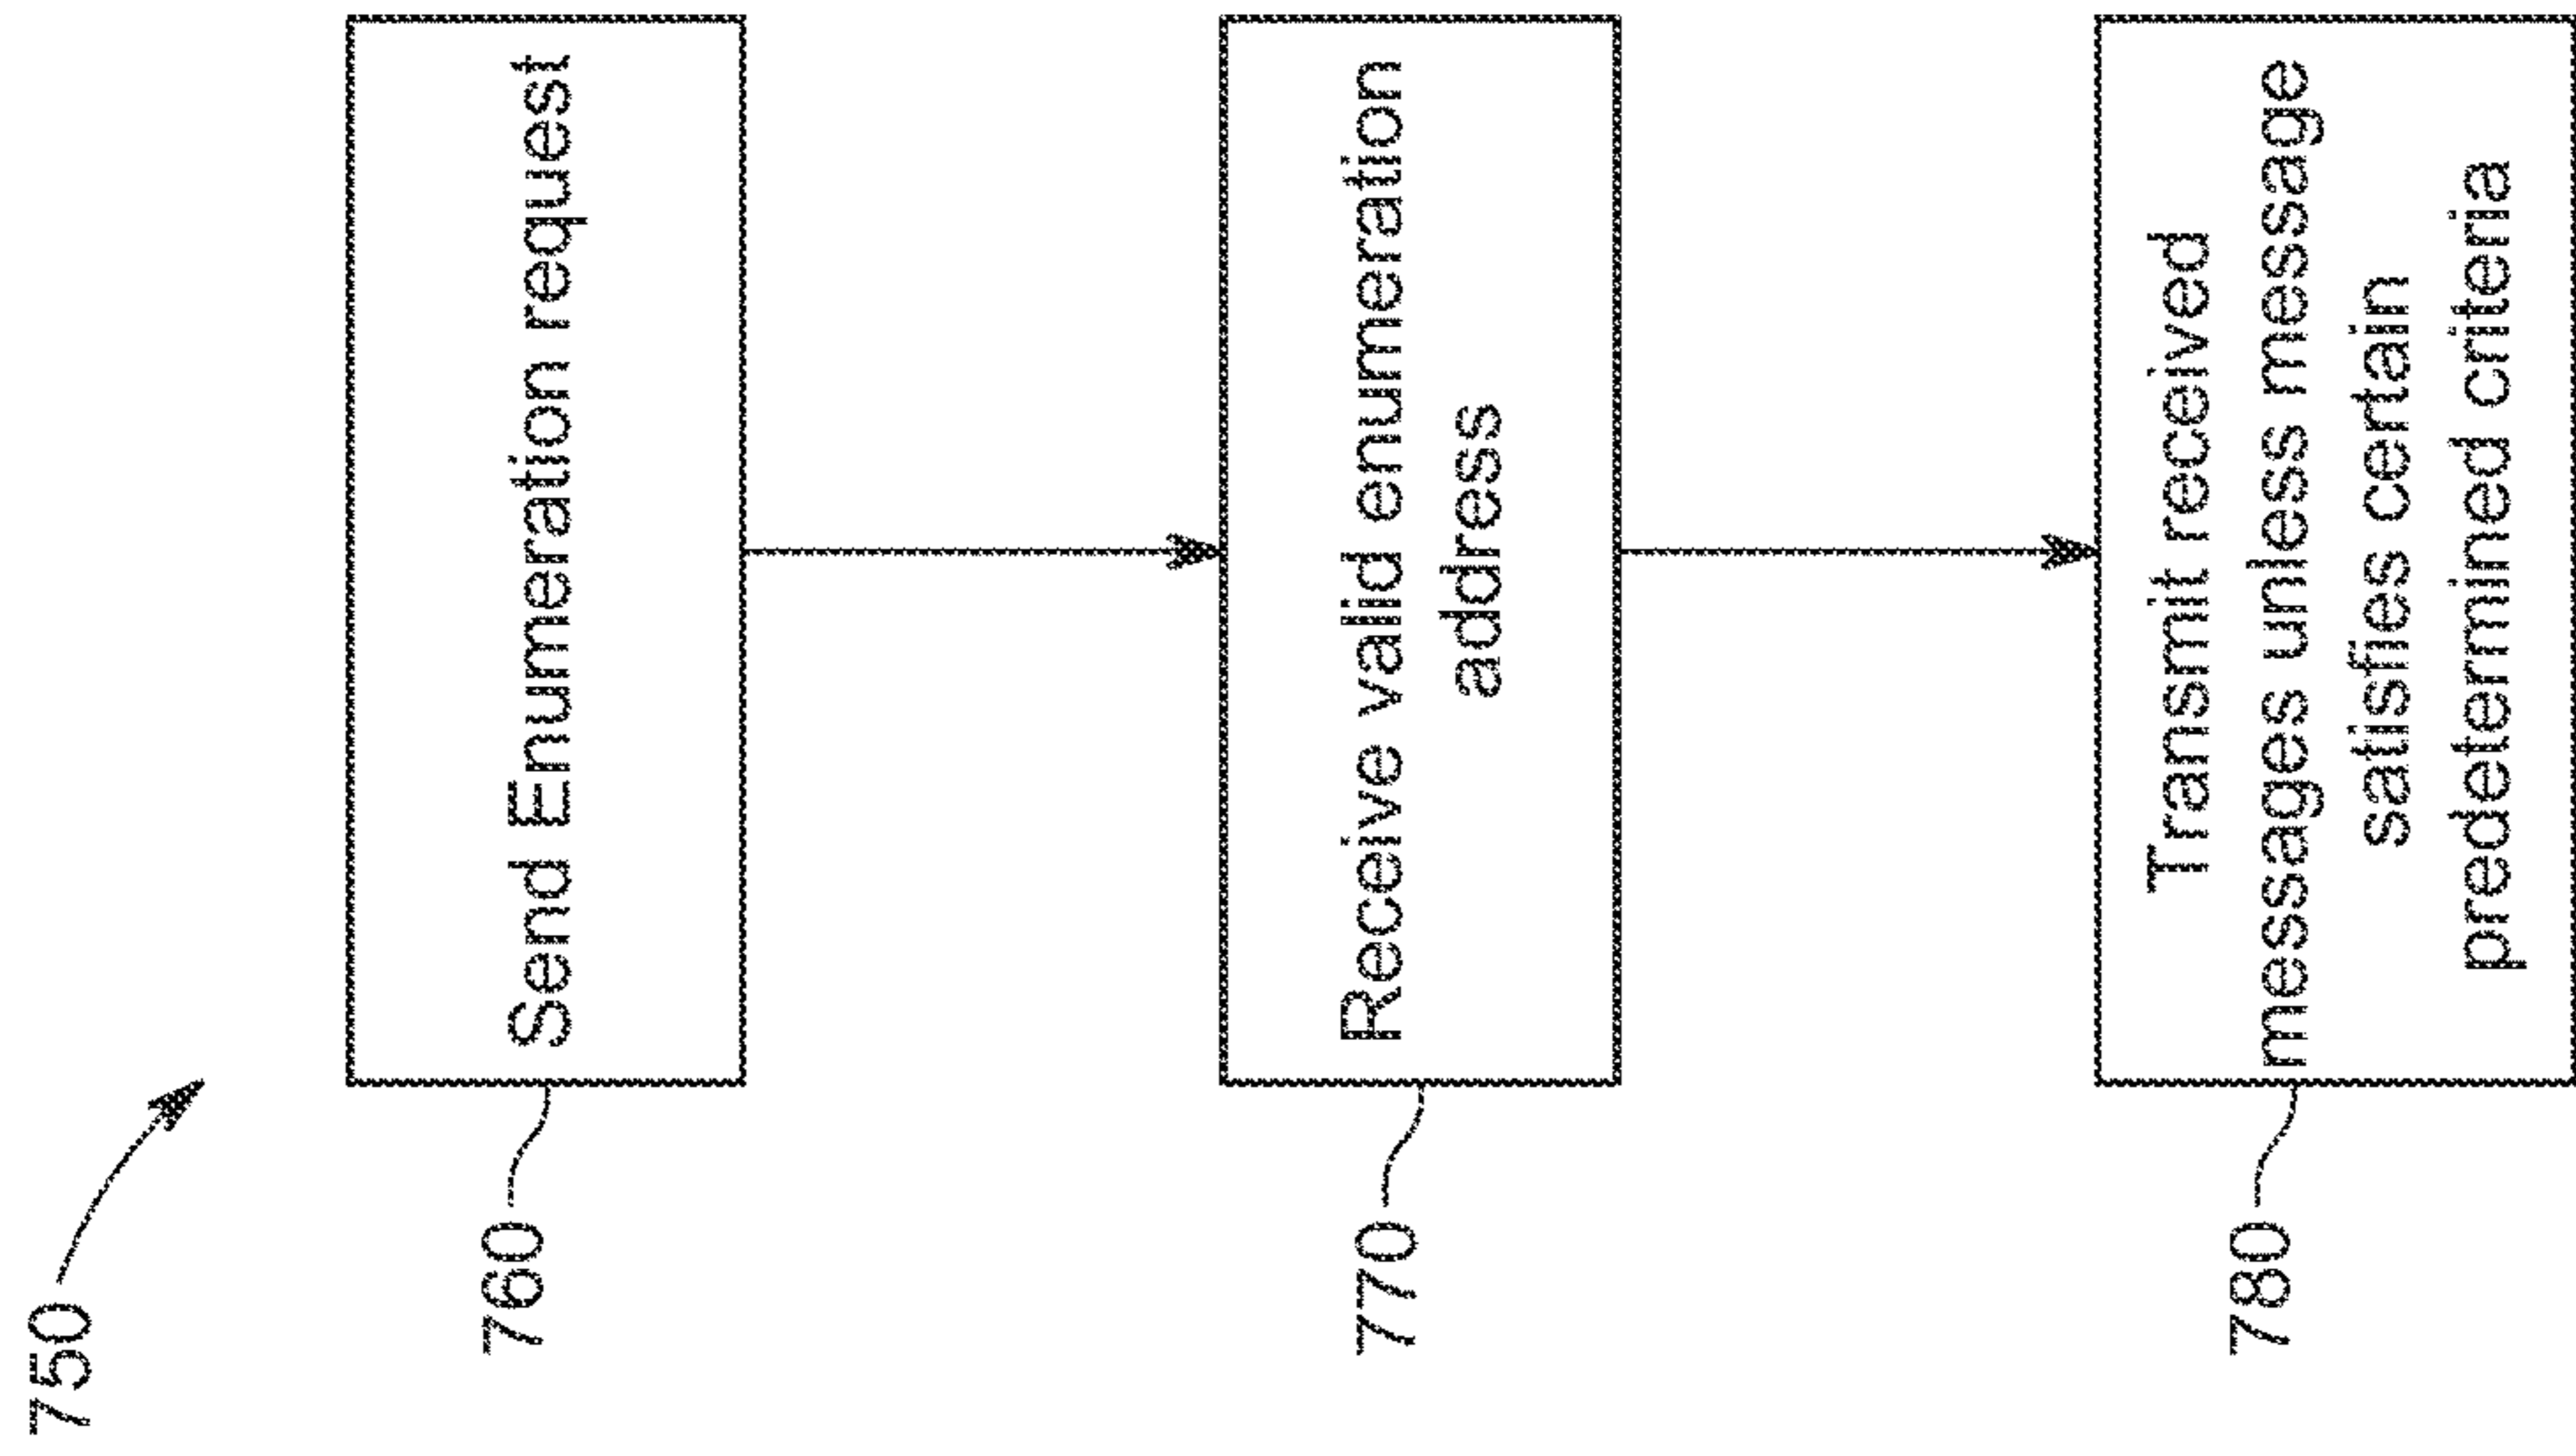 750
760
Send Enumeration request
770
Receive valid enumeration
address
780
Transmit received
messages unless message
satisfies certain
predetermined criteria